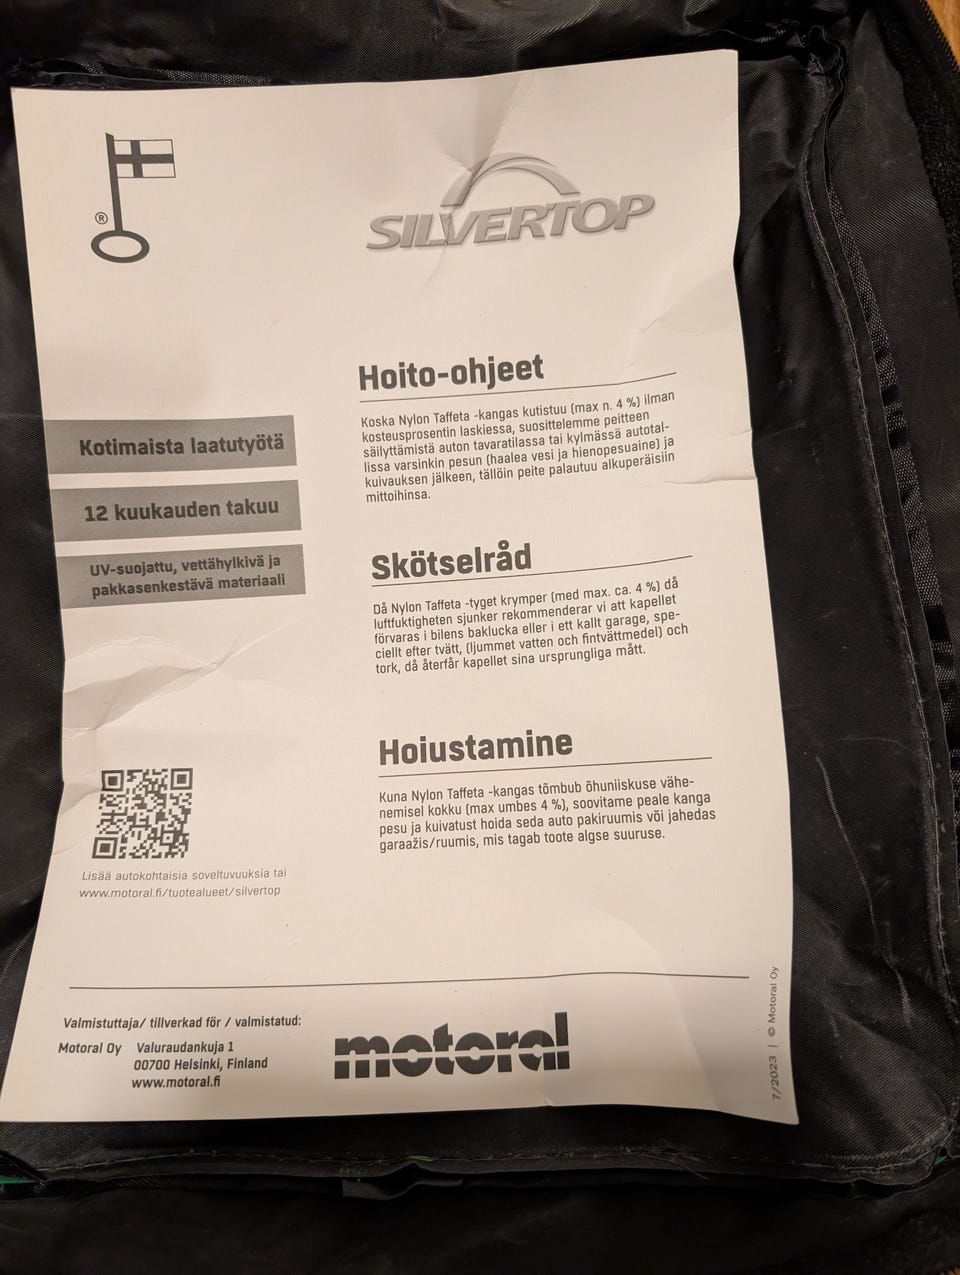 ®
SILVERTOP
Hoito-ohjeet
Koska Nylon Taffeta -kangas kutistuu (max n. 4 %) ilman
kosteusprosentin laskiessa, suosittelemme peitteen
säilyttämistä auton tavaratilassa tai kylmässä autotal-
lissa varsinkin pesun (haalea vesi ja hienopesuaine) ja
kuivauksen jälkeen, tällöin peite palautuu alkuperäisiin
mittoihinsa.
Kotimaista laatutyötä
12 kuukauden takuu
UV-suojattu, vettähylkivä ja
pakkasenkestävä materiaali
Skötselråd
Då Nylon Taffeta -tyget krymper (med max. ca. 4 %) då
luftfuktigheten sjunker rekommenderar vi att kapellet
förvaras i bilens baklucka eller i ett kallt garage, spe-
ciellt efter tvätt, (ljummet vatten och fintvättmedel) och
tork, då återfår kapellet sina ursprungliga mått.
Hoiustamine
Kuna Nylon Taffeta -kangas tõmbub õhuniiskuse vähe-
nemisel kokku (max umbes 4 %), soovitame peale kanga
pesu ja kuivatust hoida seda auto pakiruumis või jahedas
garaažis/ruumis, mis tagab toote algse suuruse.
Lisää autokohtaisia soveltuvuuksia tai
www.motoral.fi/tuotealueet/silvertop
Valmistuttaja/ tillverkad för / valmistatud:
Motoral Oy Valuraudankuja 1
00700 Helsinki, Finland
www.motoral.fi
motoral
7/2023 | © Motoral Oy